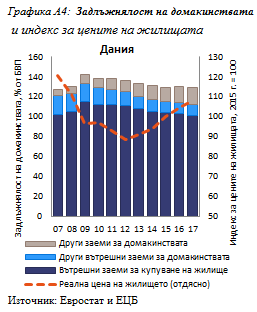 Графика А4: Задлъжнялост на домакинствата
и индекс за цените на жилищата
Дания
Задлъжнялост на домакинствата, % от БВП
160
140
120
100
80
60
40
20
0
130
120
110
100
90
80
70
60
50
Индекс за цените на жилищата, 2015 г. = 100
07 08 09 10 11 12 13 14 15 16 17
Други заеми за домакинствата
Други вътрешни заеми за домакинствата
Вътрешни заеми за купуване на жилище
Реална цена на жилището (отдясно)
Източник: Евростат и ЕЦБ